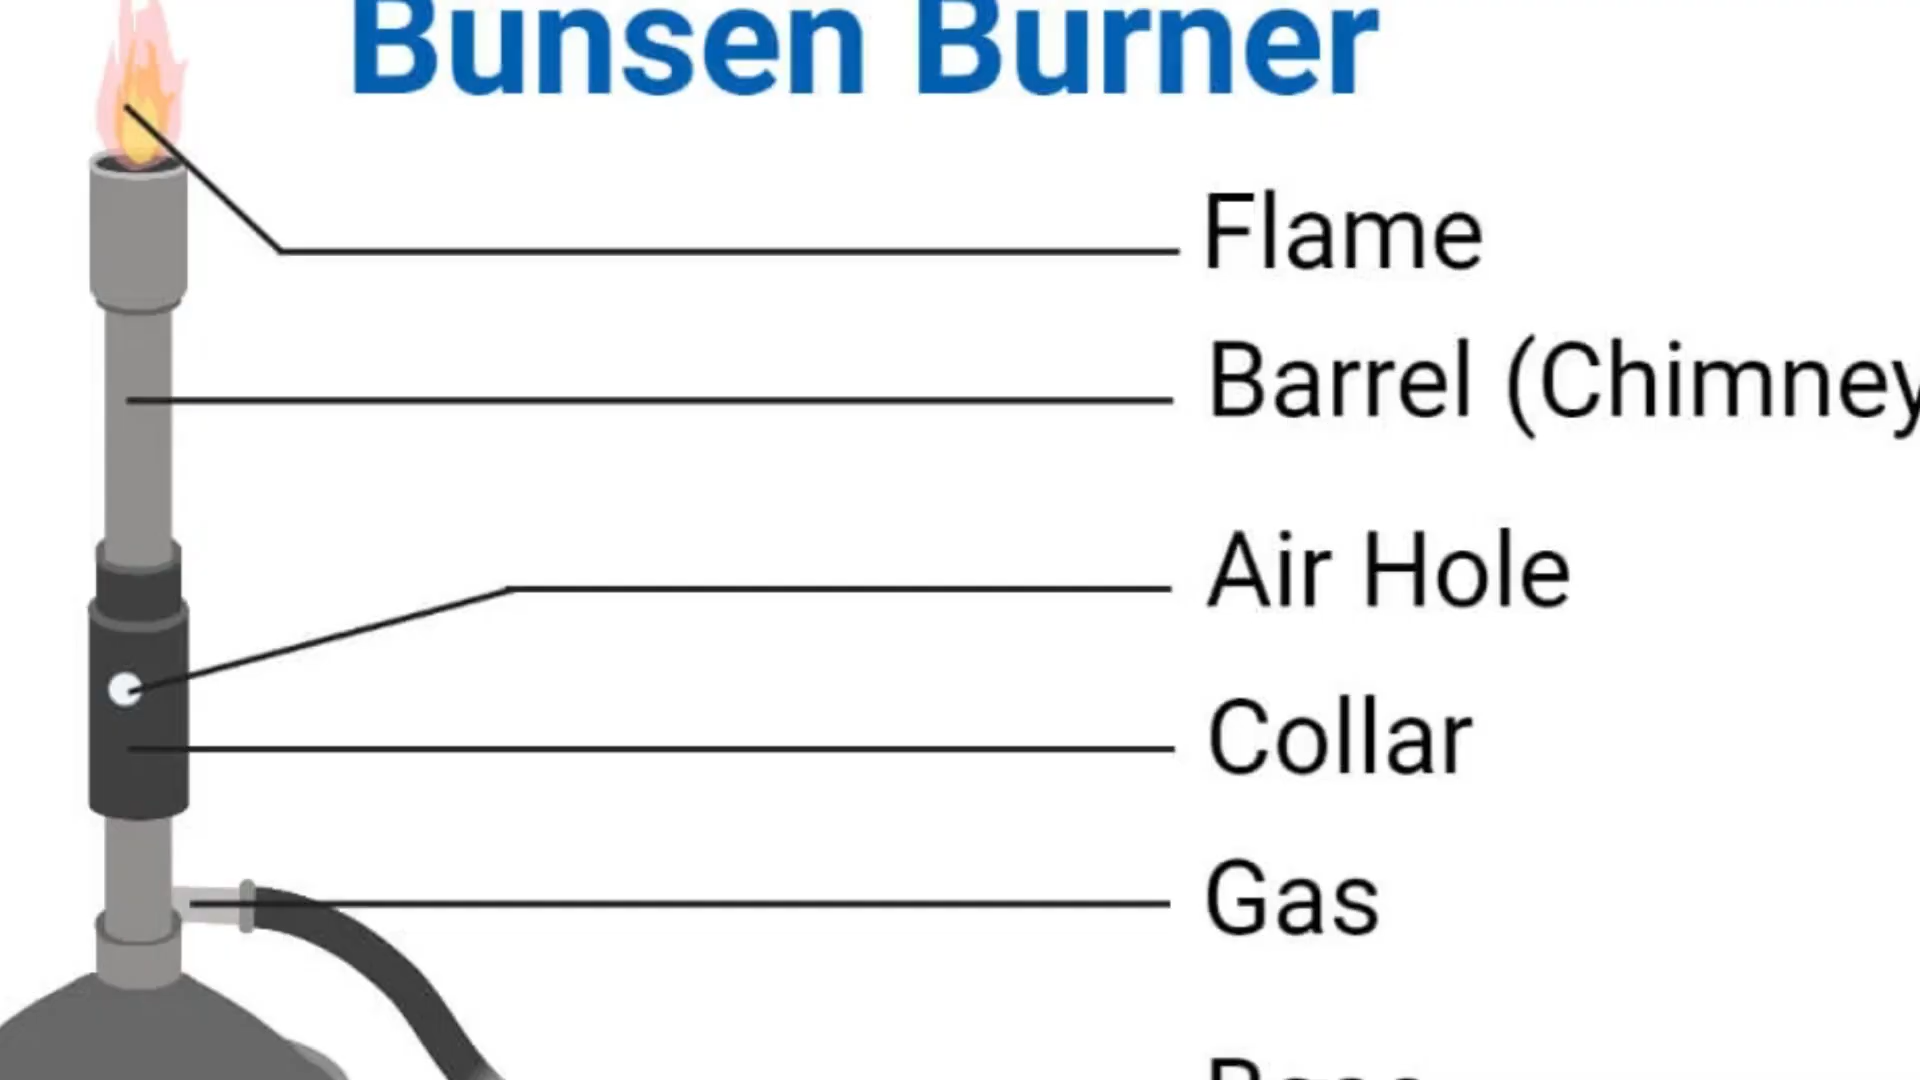 Bunsen Burner
Flame
Barrel (Chimney
Air Hole
Collar
Gas